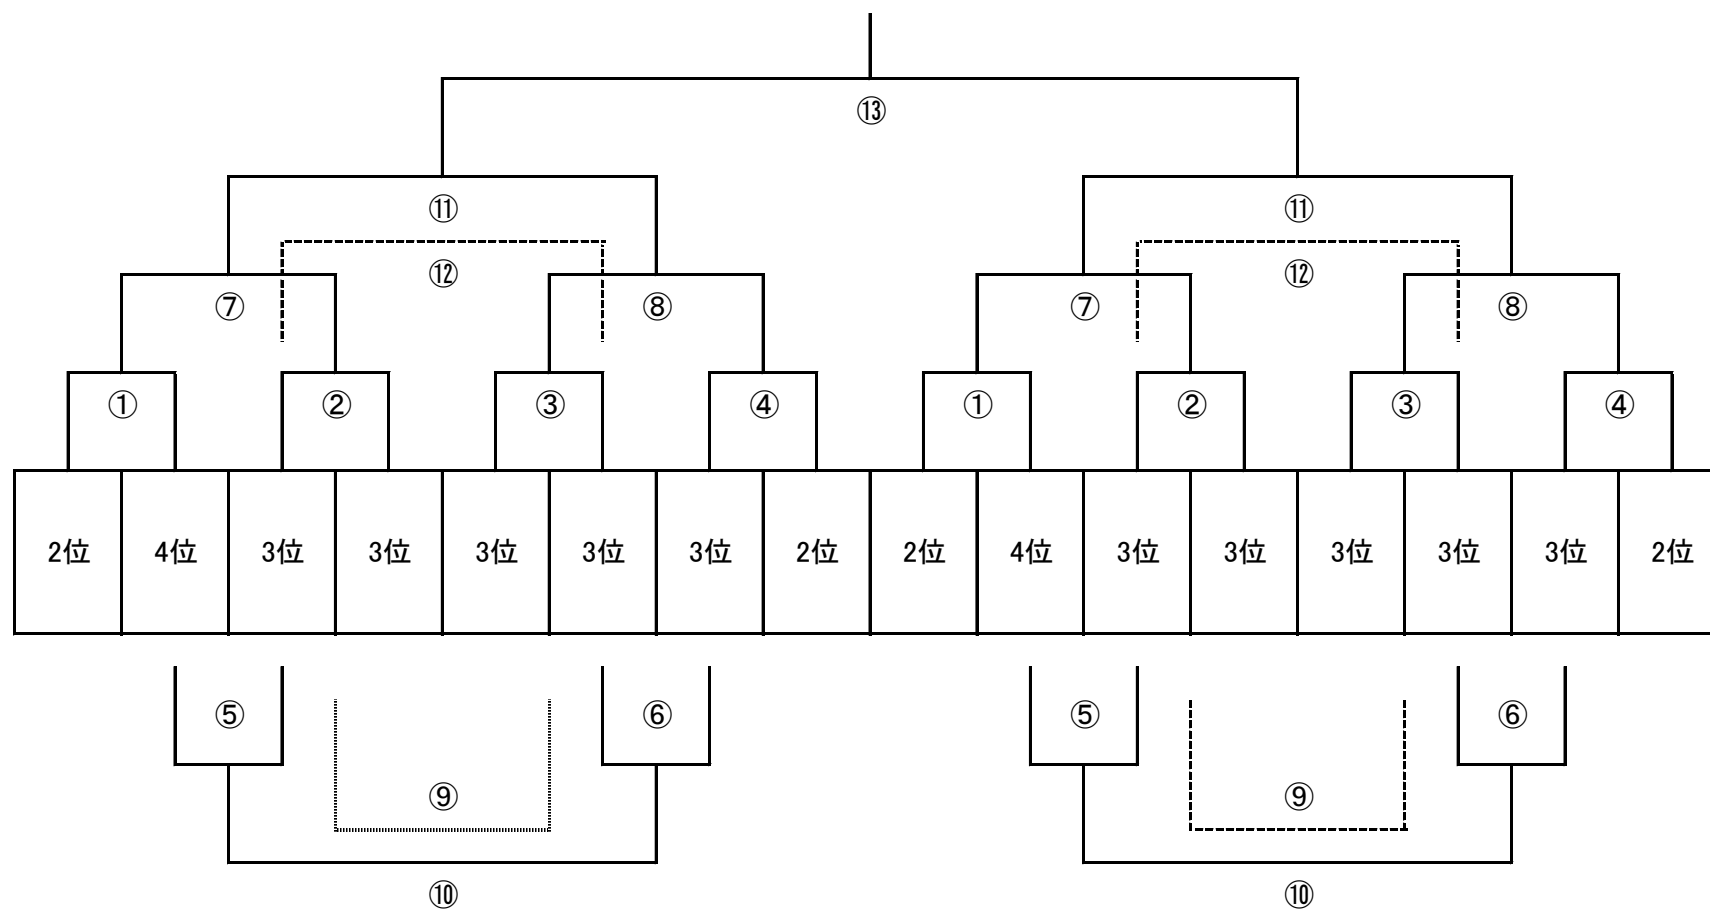 ⑬
⑪ ⑪
⑫ ⑫
⑦ ⑧ ⑦ ⑧
① ② ③ ④ ① ② ③ ④
2位 4位 3位 3位 3位 3位 3位 2位 2位 4位 3位 3位 3位 3位 3位 2位
⑤ ⑥ ⑤ ⑥
⑨ ⑨
⑩ ⑩